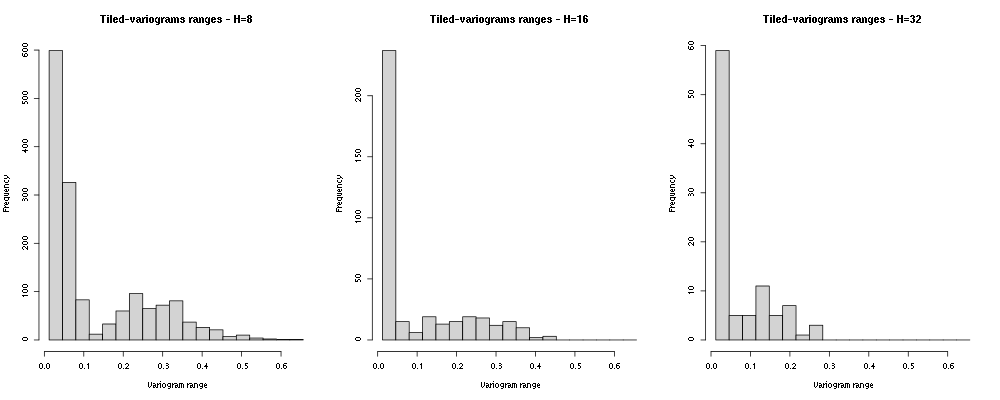 Tiled-variograms ranges - H=8
Tiled-variograms ranges - H=16
Tiled-variograms ranges - H=32
Frequency
0
100
200
300
400
500
600
0.0 0.1 0.2 0.3 0.4 0.5 0.6
Variogram range
Frequency
0
50
100
150
200
0.0 0.1 0.2 0.3 0.4 0.5 0.6
Variogram range
Frequency
0
10
20
30
40
50
60
0.0 0.1 0.2 0.3 0.4 0.5 0.6
Variogram range